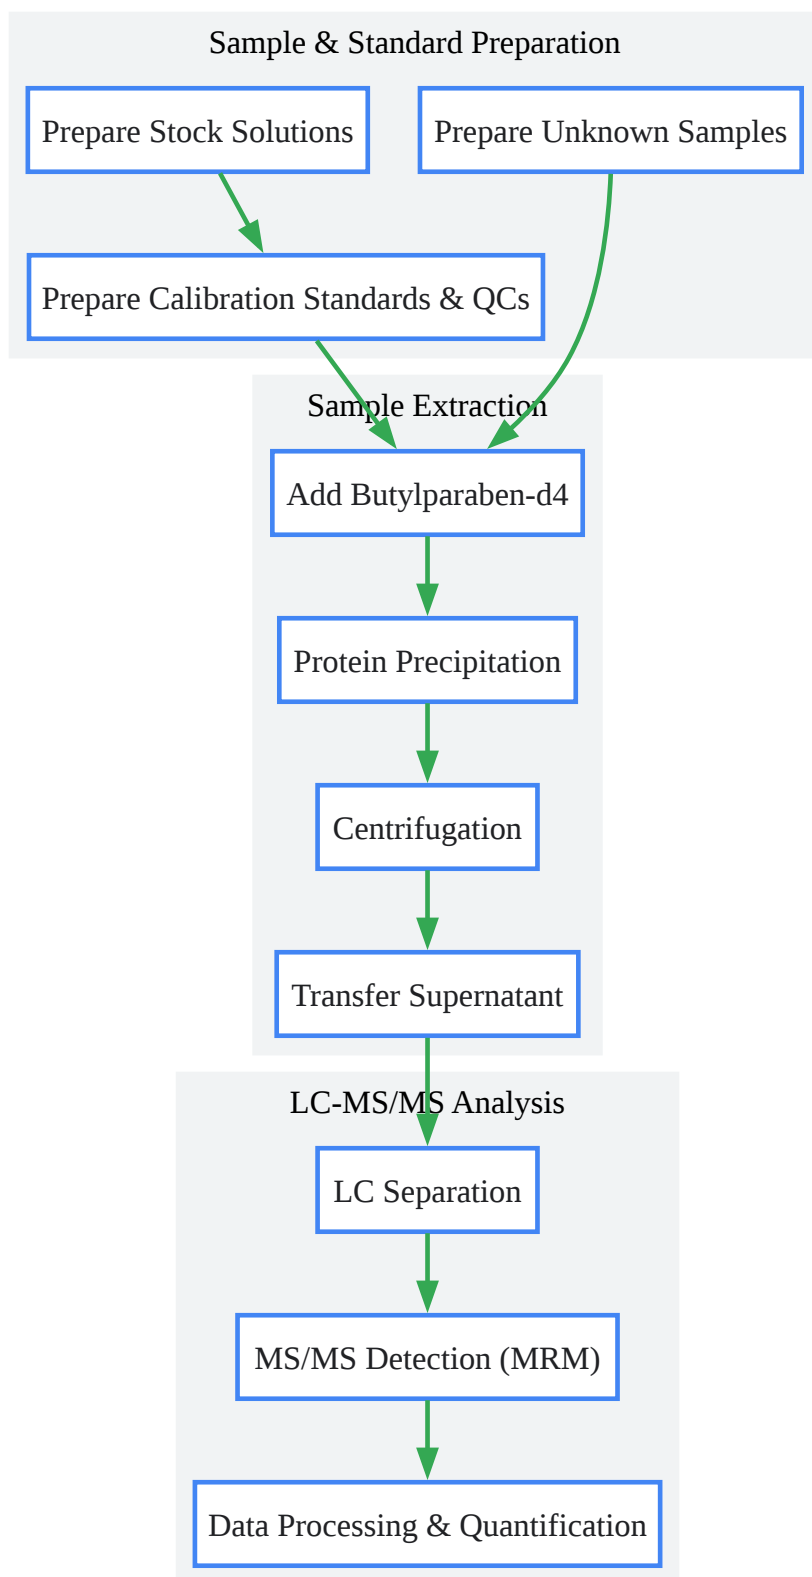 Sample & Standard Preparation
Prepare Stock Solutions
Prepare Unknown Samples
Prepare Calibration Standards & QCs
Sample Extraction
Add Butylparaben-d4
Protein Precipitation
Centrifugation
Transfer Supernatant
LC-MS/MS Analysis
LC Separation
MS/MS Detection (MRM)
Data Processing & Quantification